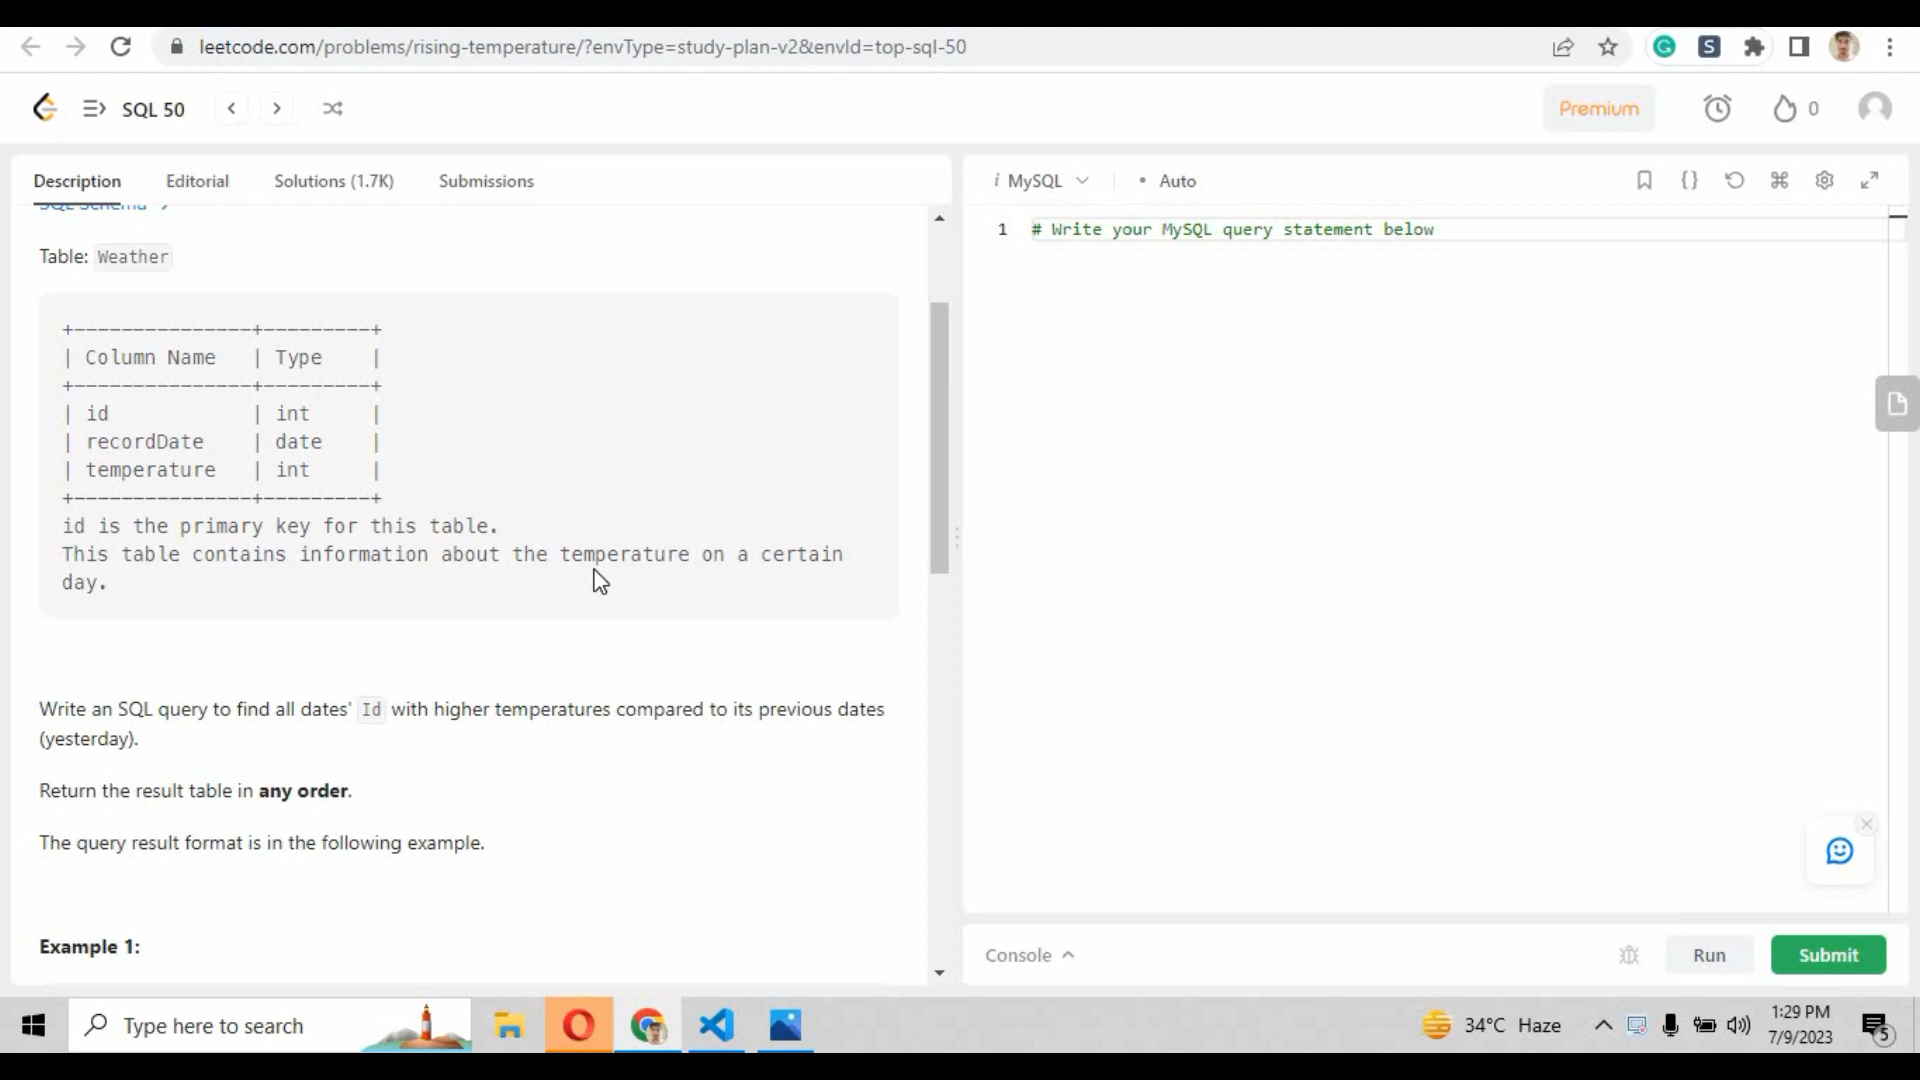 leetcode.com/problems/rising-temperature/?envType=study-plan-v2&envId=top-sql-50
SQL 50
Premium
0
Description Editorial Solutions (1.7K) Submissions
SQL Schema
Table: Weather
+---------------+---------+
| Column Name   | Type    |
+---------------+---------+
| id            | int     |
| recordDate    | date    |
| temperature   | int     |
+---------------+---------+
id is the primary key for this table.
This table contains information about the temperature on a certain
day.
Write an SQL query to find all dates' Id with higher temperatures compared to its previous dates
(yesterday).
Return the result table in any order.
The query result format is in the following example.
Example 1:
i MySQL • Auto
{}
1 # Write your MySQL query statement below
Console Run Submit
Type here to search
34°C Haze
1:29 PM
7/9/2023
5